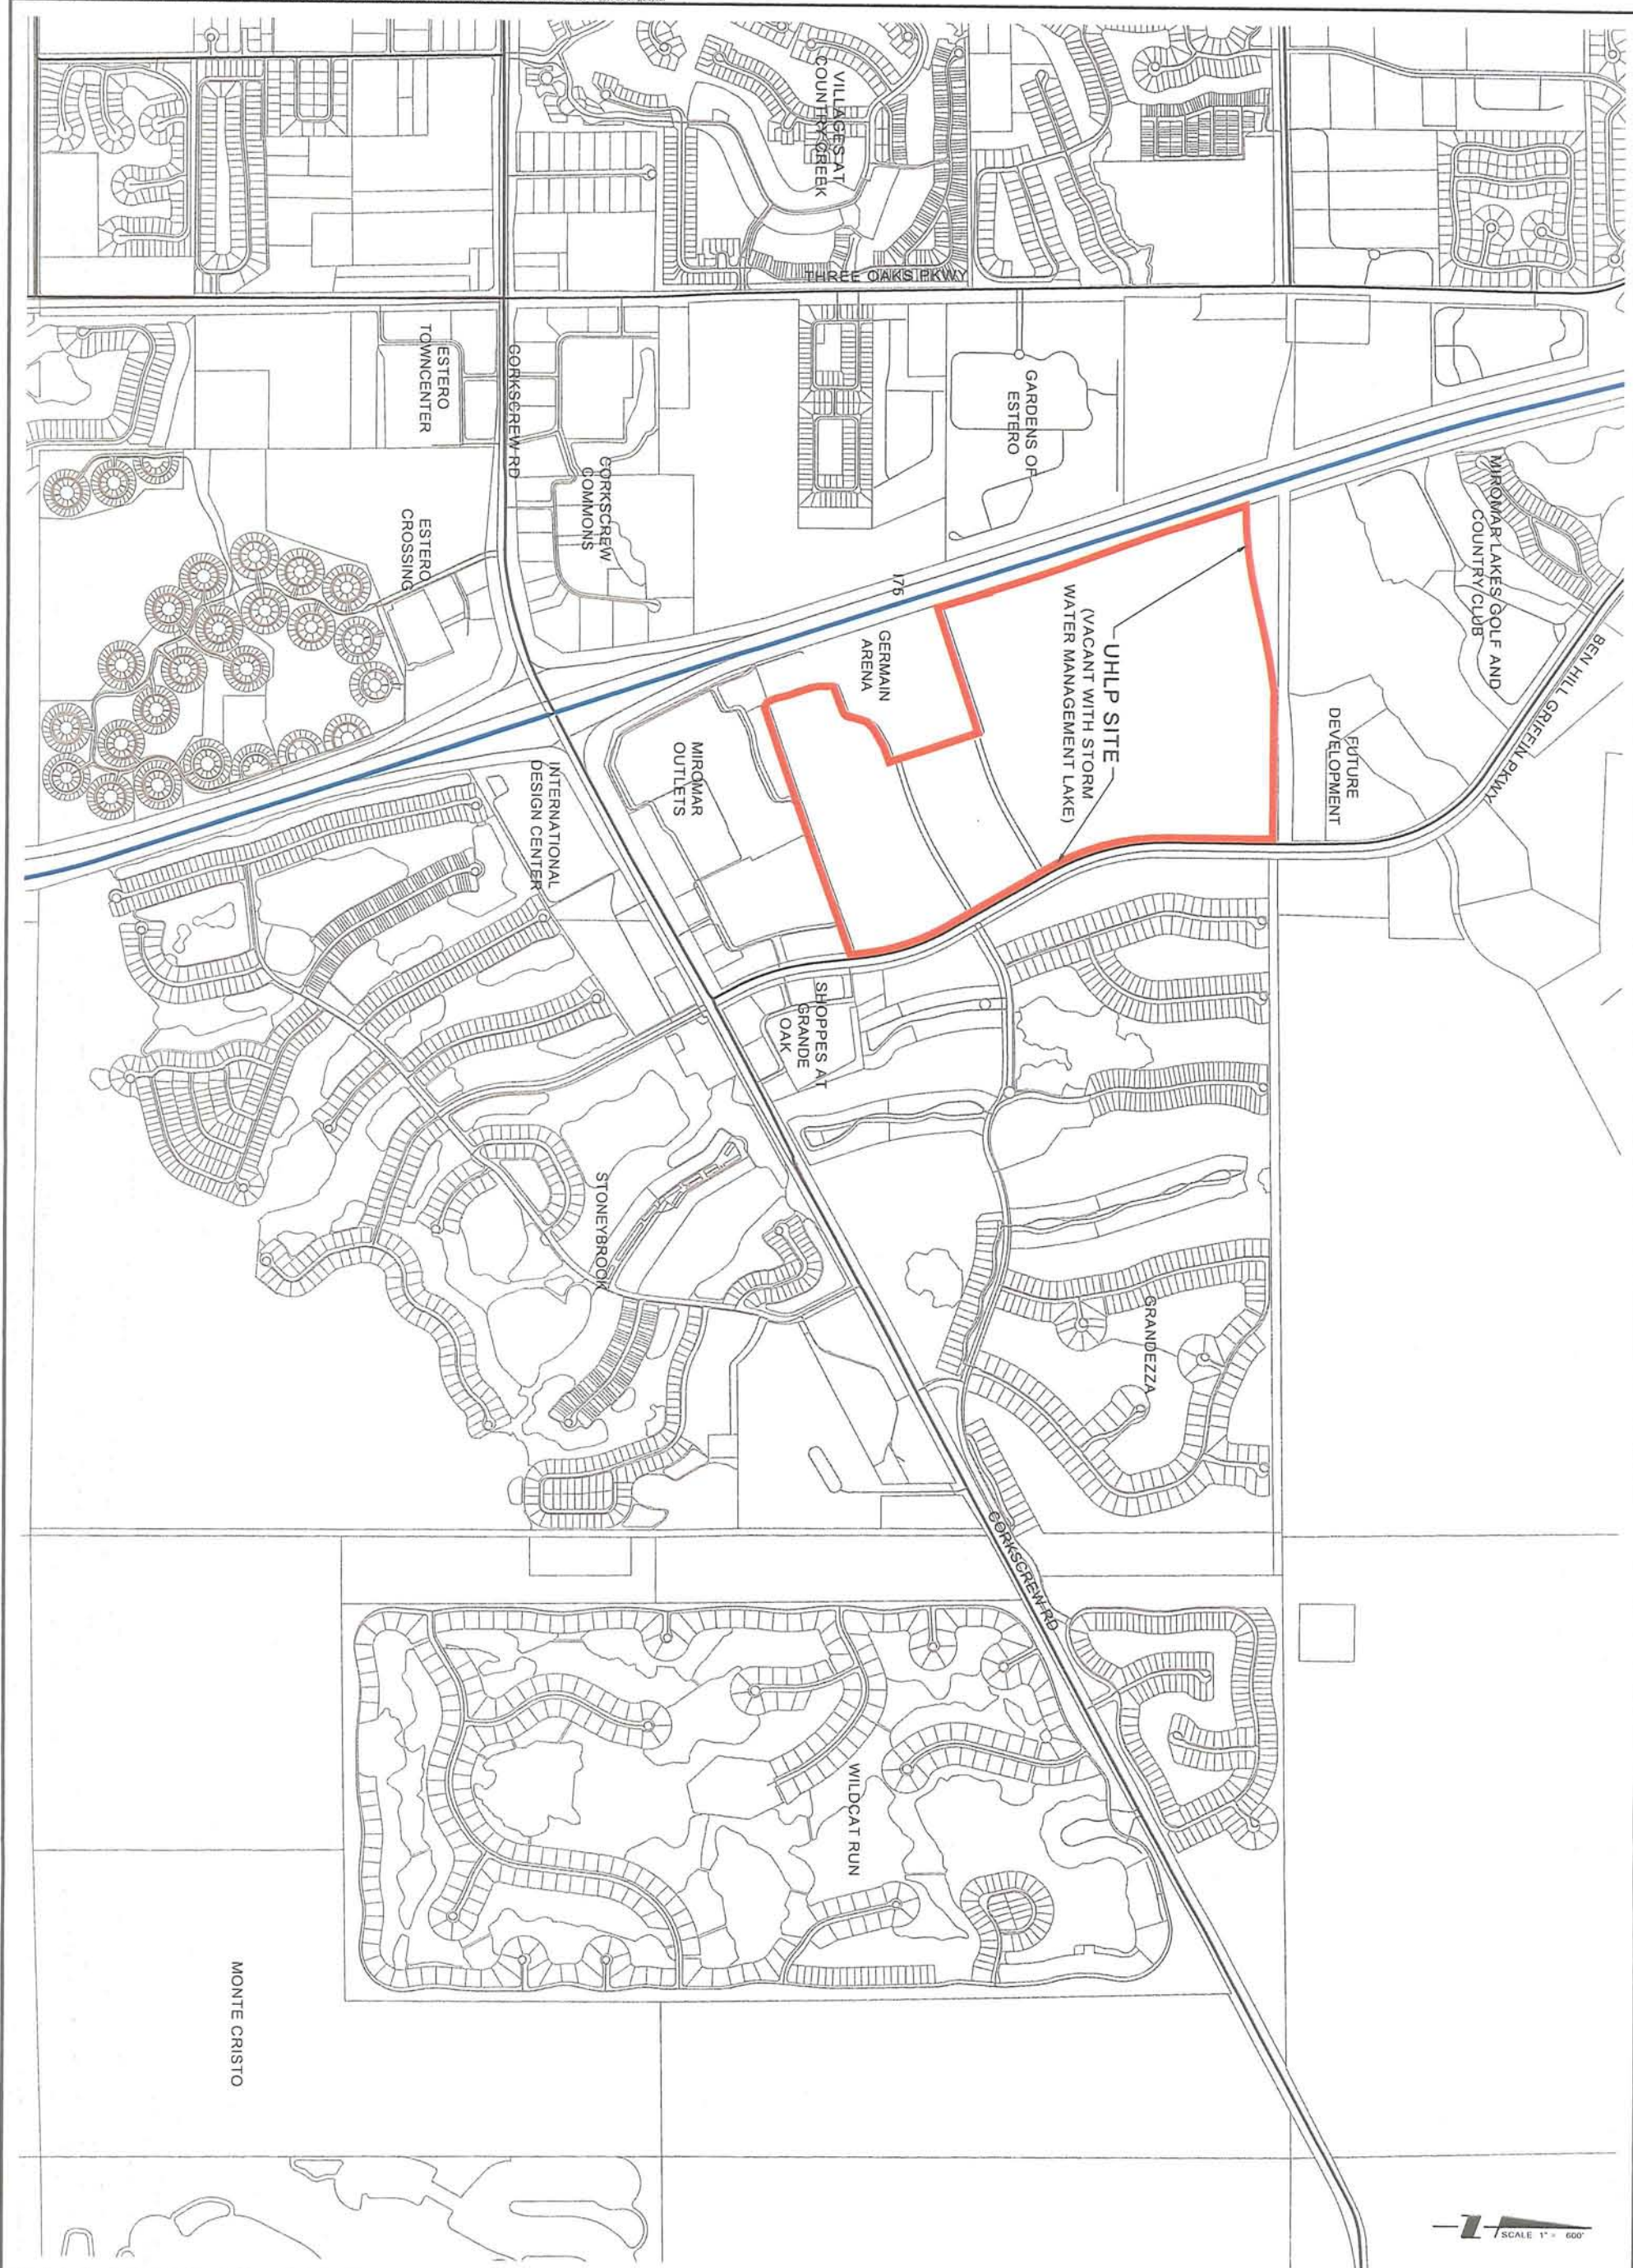 VILLAGES AT
COUNTRY CREEK
THREE OAKS PKWY
ESTERO
TOWNCENTER
CORKSCREW RD
GARDENS OF
ESTERO
CORKSCREW
COMMONS
ESTERO
CROSSING
MIROMAR LAKES GOLF AND
COUNTRY CLUB
BEN HILL GRIFFIN PKWY
I75
GERMAIN
ARENA
UHLP SITE
(VACANT WITH STORM
WATER MANAGEMENT LAKE)
FUTURE
DEVELOPMENT
MIROMAR
OUTLETS
INTERNATIONAL
DESIGN CENTER
SHOPPES AT
GRANDE
OAK
STONEYBROOK
GRANDEZZA
CORKSCREW RD
WILDCAT RUN
MONTE CRISTO
Z
SCALE 1" = 600'